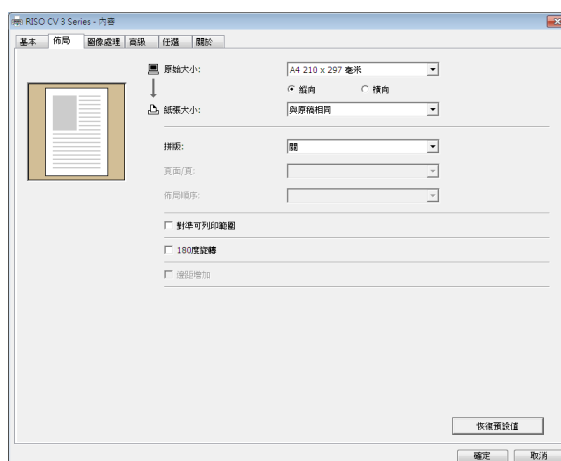 RISO CV 3 Series - 內容
基本 佈局 圖像處理 高級 任選 關於
原始大小: A4 210 x 297 毫米
縱向 橫向
紙張大小: 與原稿相同
拼版: 關
頁面/頁:
佈局順序:
對準可列印範圍
180度旋轉
邊距增加
恢復預設值
確定 取消